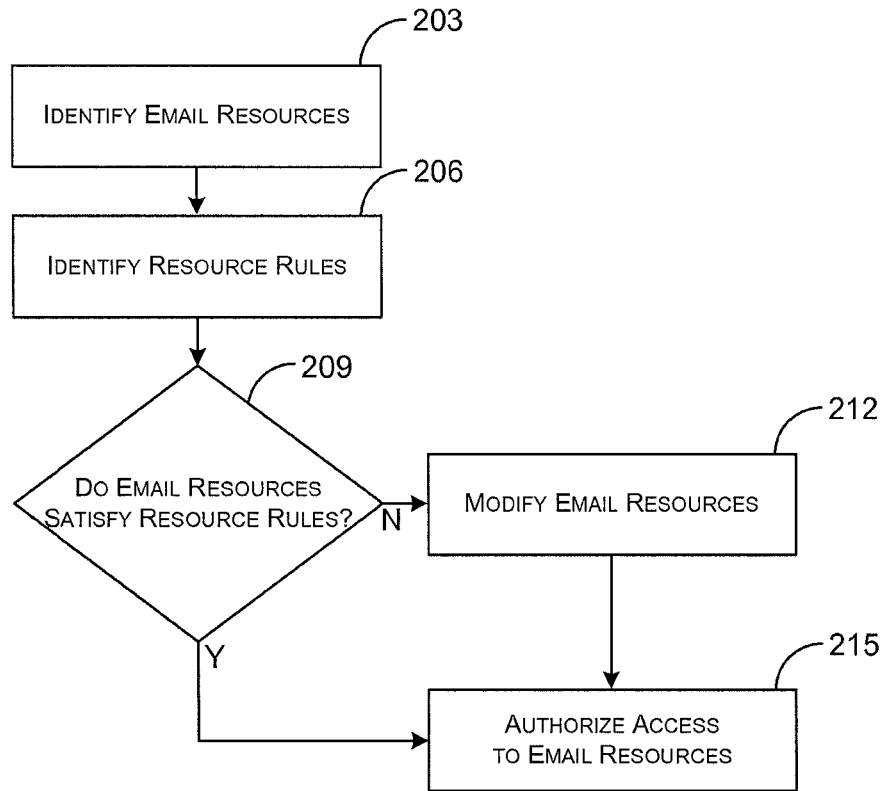 203
IDENTIFY EMAIL RESOURCES
206
IDENTIFY RESOURCE RULES
209
DO EMAIL RESOURCES
SATISFY RESOURCE RULES?
N
212
MODIFY EMAIL RESOURCES
Y
215
AUTHORIZE ACCESS
TO EMAIL RESOURCES